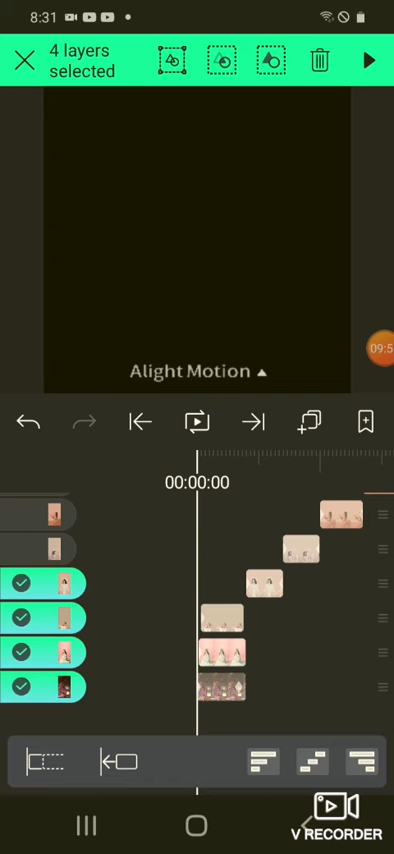 8:31
4 layers
selected
Alight Motion
09:5
00:00:00
V RECORDER